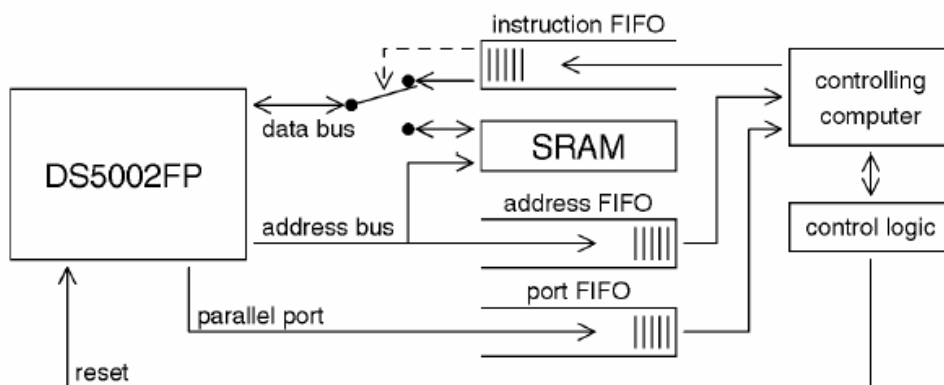 instruction FIFO
controlling
computer
data bus
DS5002FP
SRAM
address FIFO
address bus
control logic
port FIFO
parallel port
reset